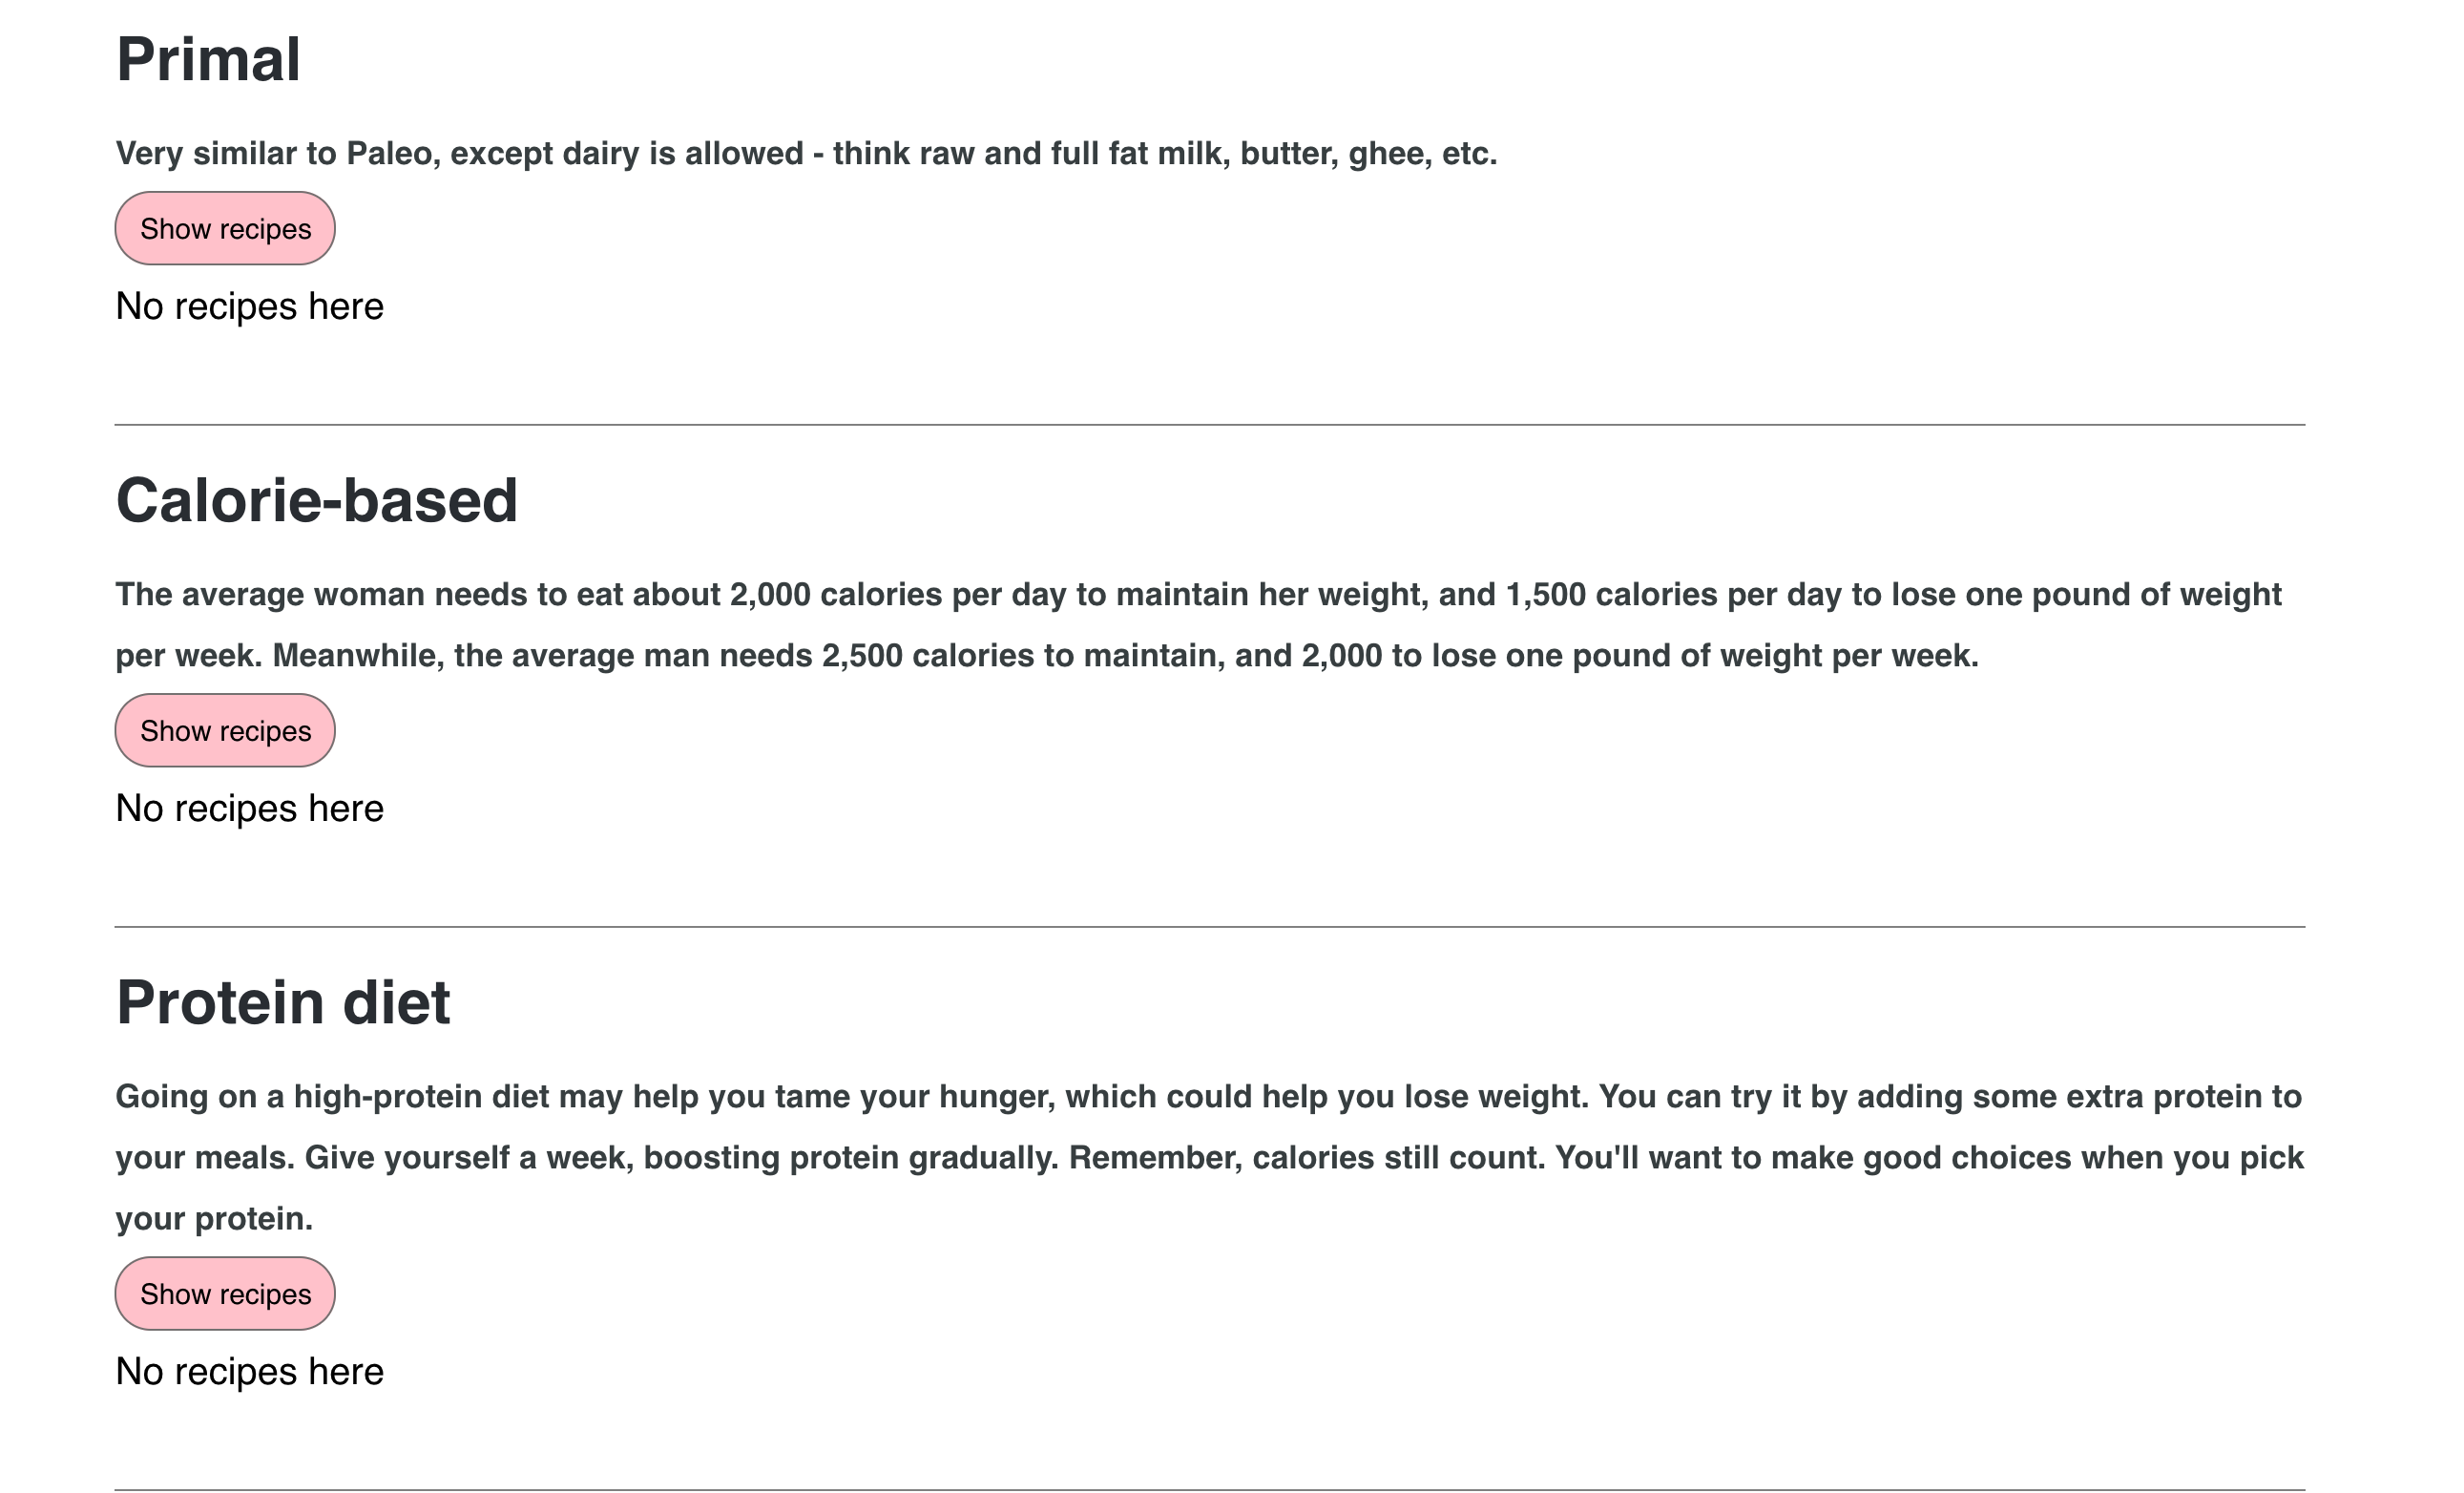 Primal
Very similar to Paleo, except dairy is allowed - think raw and full fat milk, butter, ghee, etc.
Show recipes
No recipes here
Calorie-based
The average woman needs to eat about 2,000 calories per day to maintain her weight, and 1,500 calories per day to lose one pound of weight
per week. Meanwhile, the average man needs 2,500 calories to maintain, and 2,000 to lose one pound of weight per week.
Show recipes
No recipes here
Protein diet
Going on a high-protein diet may help you tame your hunger, which could help you lose weight. You can try it by adding some extra protein to
your meals. Give yourself a week, boosting protein gradually. Remember, calories still count. You'll want to make good choices when you pick
your protein.
Show recipes
No recipes here